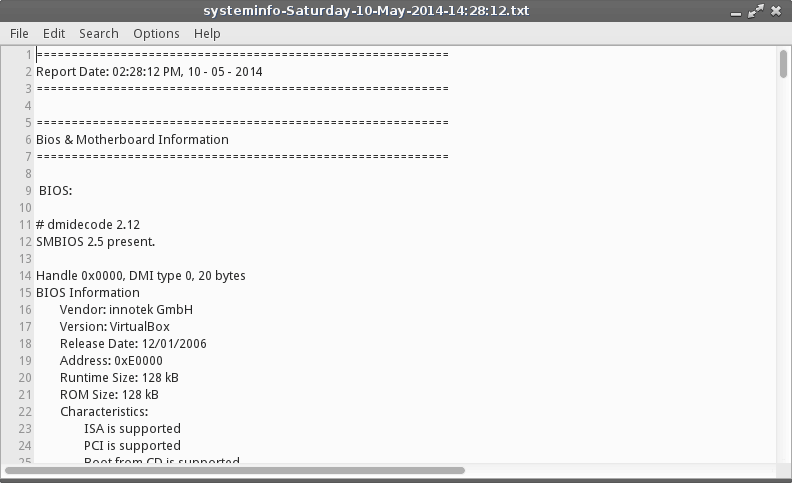 systeminfo-Saturday-10-May-2014-14:28:12.txt
File Edit Search Options Help
1 ===========================================================
2 Report Date: 02:28:12 PM, 10 - 05 - 2014
3 ===========================================================
4
5 ===========================================================
6 Bios & Motherboard Information
7 ===========================================================
8
9 BIOS:
10
11 # dmidecode 2.12
12 SMBIOS 2.5 present.
13
14 Handle 0x0000, DMI type 0, 20 bytes
15 BIOS Information
16 Vendor: innotek GmbH
17 Version: VirtualBox
18 Release Date: 12/01/2006
19 Address: 0xE0000
20 Runtime Size: 128 kB
21 ROM Size: 128 kB
22 Characteristics:
23 ISA is supported
24 PCI is supported
25 Boot from CD is supported